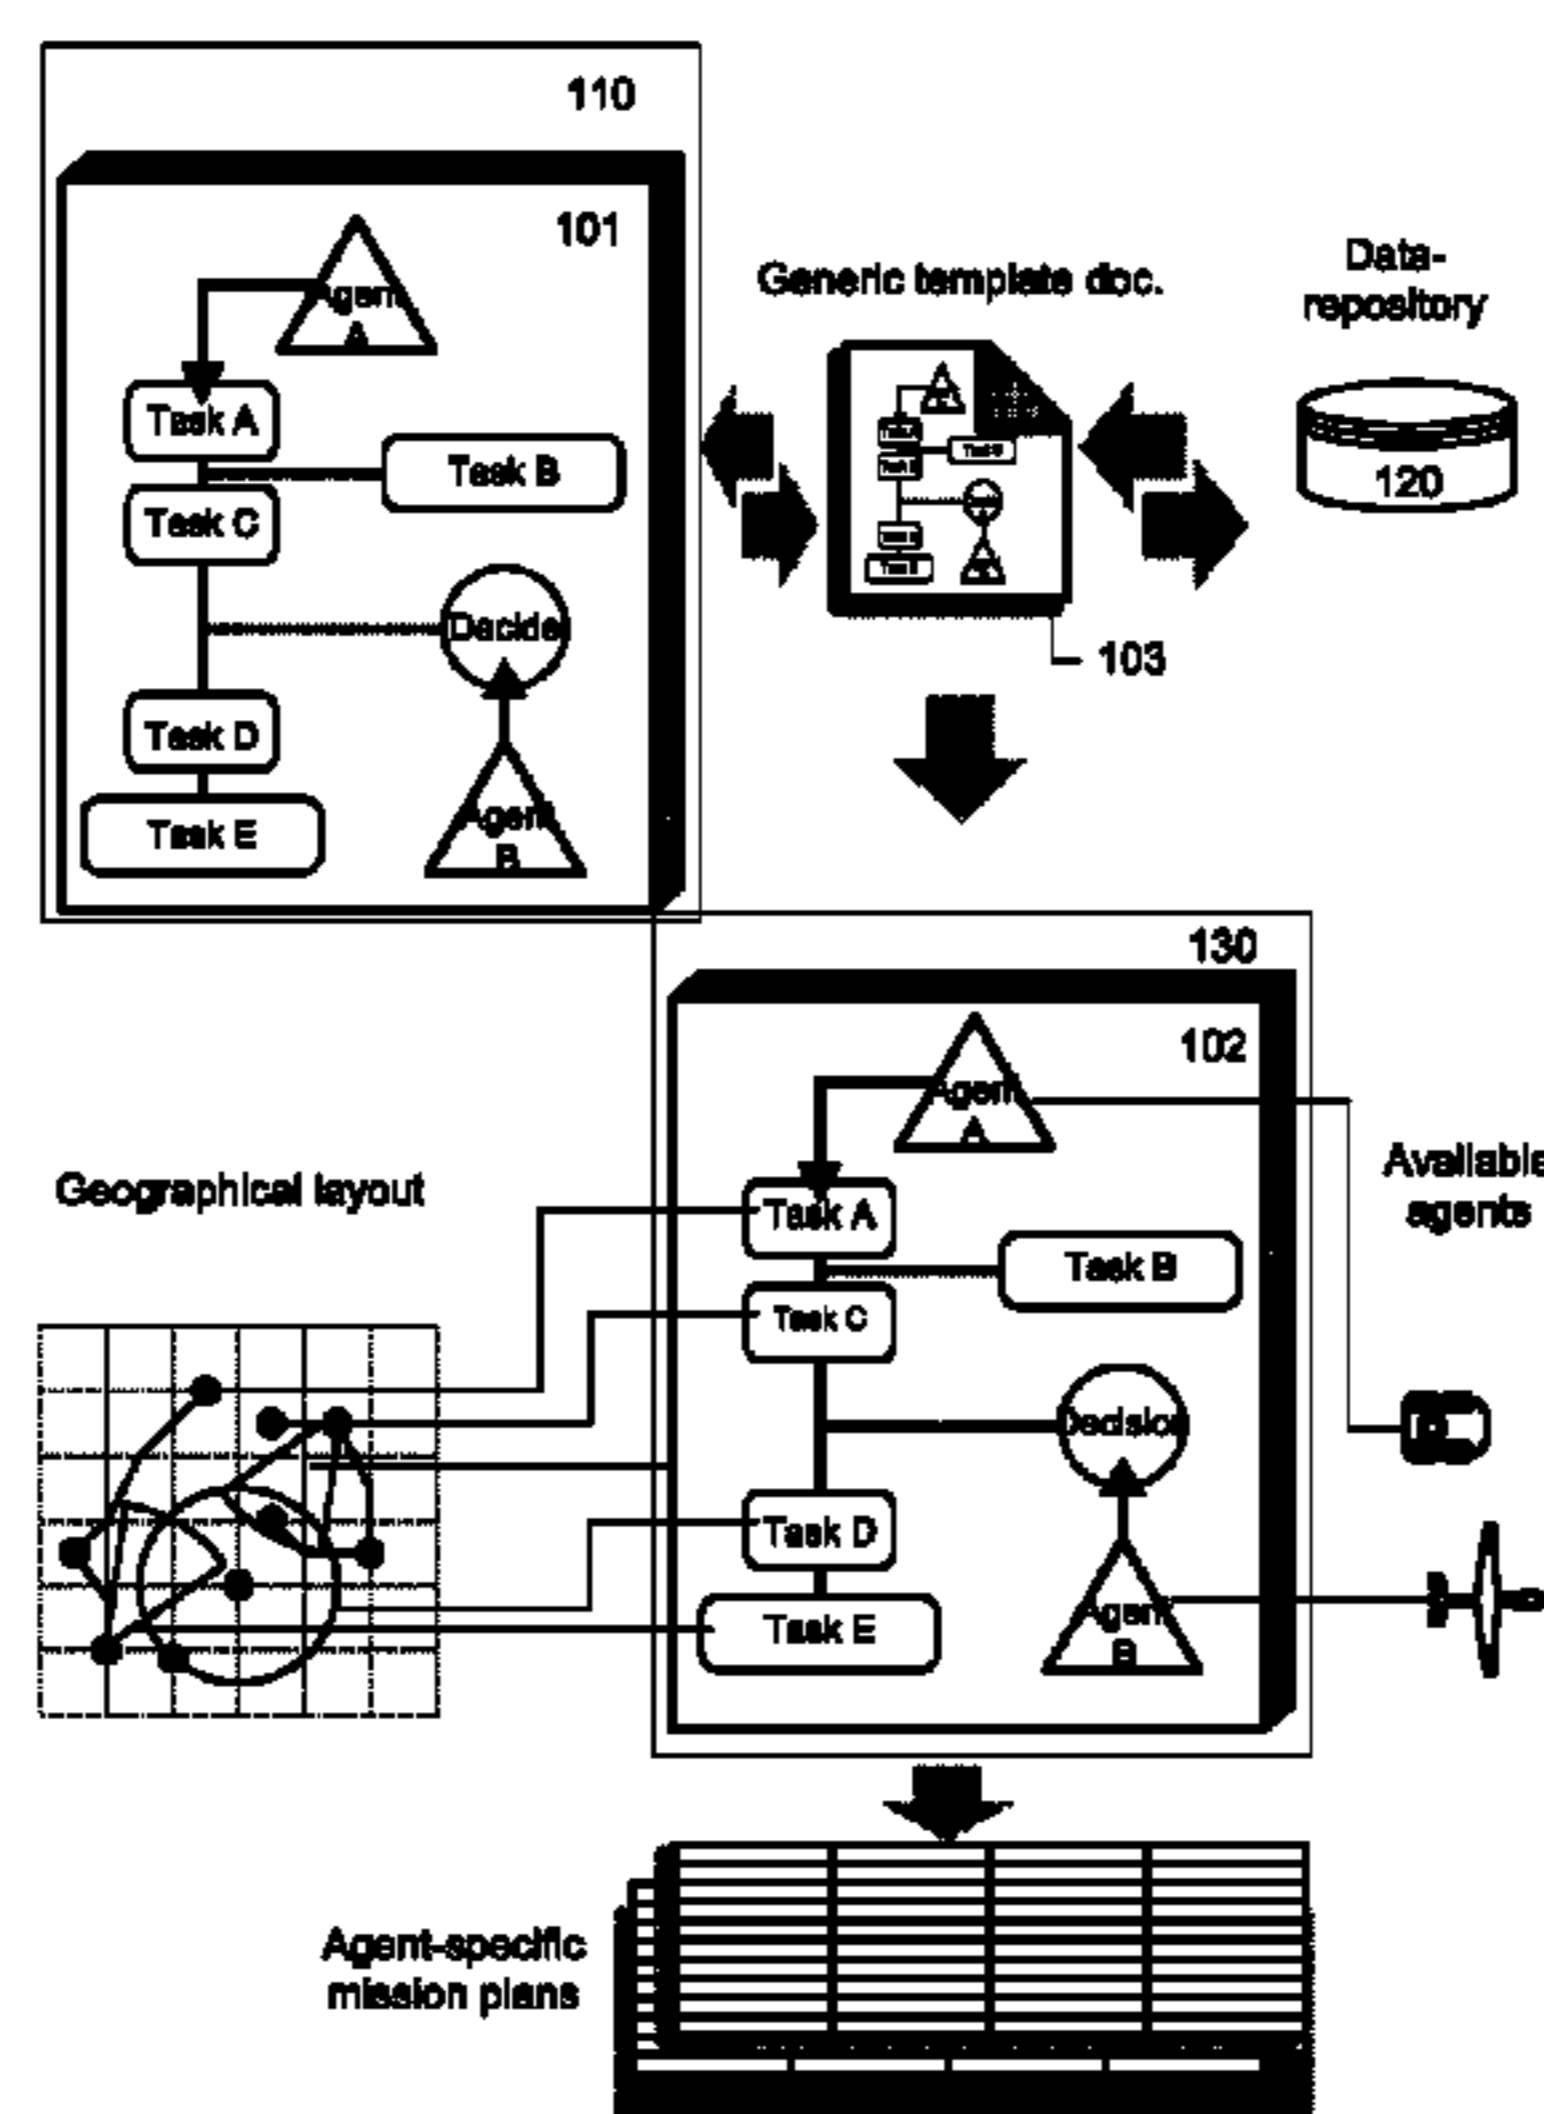 110
101
Agent
A
Task A
Task B
Task C
Decider
Task D
Agent
B
Task E
Generic template doc.
Data-
repository
120
103
130
102
Agent
A
Task A
Task B
Task C
Decision
Task D
Agent
B
Task E
Geographical layout
Available
agents
Agent-specific
mission plans